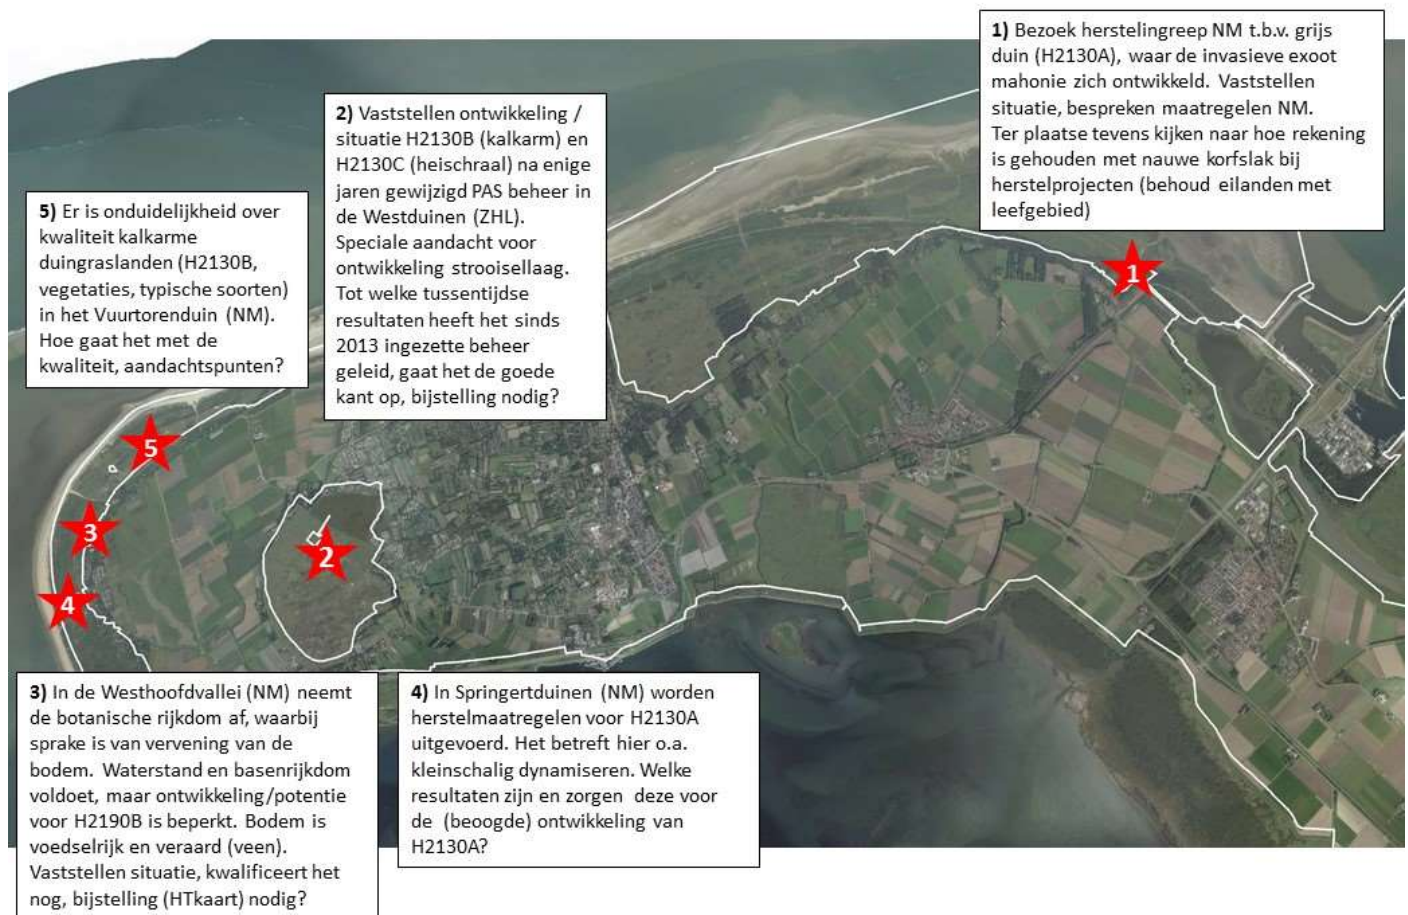 1) Bezoek herstelingreep NM t.b.v. grijs
duin (H2130A), waar de invasieve exoot
mahonie zich ontwikkeld. Vaststellen
situatie, bespreken maatregelen NM.
Ter plaatse tevens kijken naar hoe rekening
is gehouden met nauwe korfslak bij
herstelprojecten (behoud eilanden met
leefgebied)
2) Vaststellen ontwikkeling /
situatie H2130B (kalkarm) en
H2130C (heischraal) na enige
jaren gewijzigd PAS beheer in
de Westduinen (ZHL).
Speciale aandacht voor
ontwikkeling strooisellaag.
Tot welke tussentijdse
resultaten heeft het sinds
2013 ingezette beheer
geleid, gaat het de goede
kant op, bijstelling nodig?
5) Er is onduidelijkheid over
kwaliteit kalkarme
duingraslanden (H2130B,
vegetaties, typische soorten)
in het Vuurtorenduin (NM).
Hoe gaat het met de
kwaliteit, aandachtspunten?
1
5
3
2
4
3) In de Westhoofdvallei (NM) neemt
de botanische rijkdom af, waarbij
sprake is van vervening van de
bodem. Waterstand en basenrijkdom
voldoet, maar ontwikkeling/potentie
voor H2190B is beperkt. Bodem is
voedselrijk en veraard (veen).
Vaststellen situatie, kwalificeert het
nog, bijstelling (HTkaart) nodig?
4) In Springertduinen (NM) worden
herstelmaatregelen voor H2130A
uitgevoerd. Het betreft hier o.a.
kleinschalig dynamiseren. Welke
resultaten zijn en zorgen deze voor
de (beoogde) ontwikkeling van
H2130A?